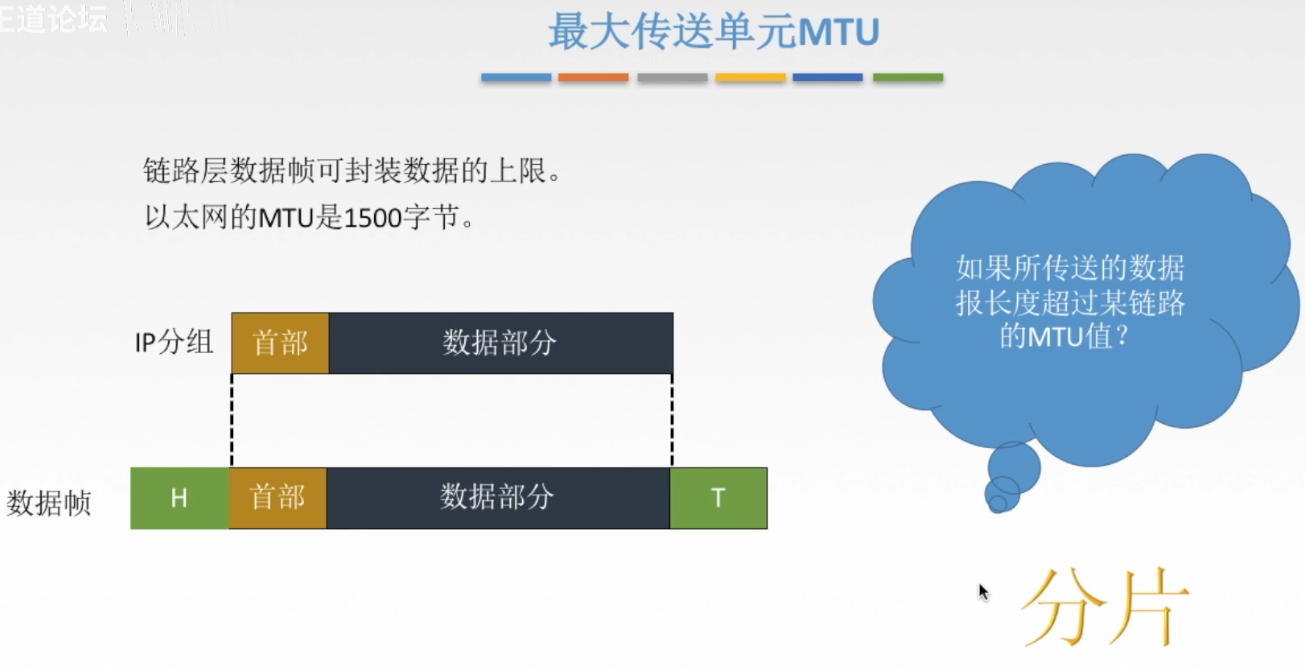 王道论坛
最大传送单元MTU
链路层数据帧可封装数据的上限。
以太网的MTU是1500字节。
如果所传送的数据
报长度超过某链路
的MTU值？
IP分组
首部
数据部分
数据帧
H
首部
数据部分
T
分片